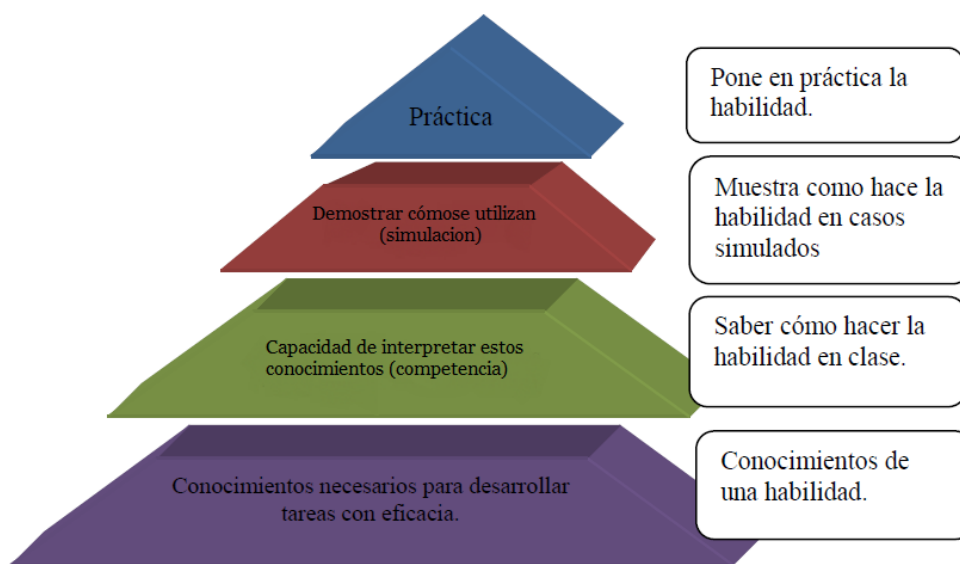 Práctica
Pone en práctica la
habilidad.
Demostrar cómose utilizan
(simulacion)
Muestra como hace la
habilidad en casos
simulados
Capacidad de interpretar estos
conocimientos (competencia)
Saber cómo hacer la
habilidad en clase.
Conocimientos necesarios para desarrollar
tareas con eficacia.
Conocimientos de
una habilidad.